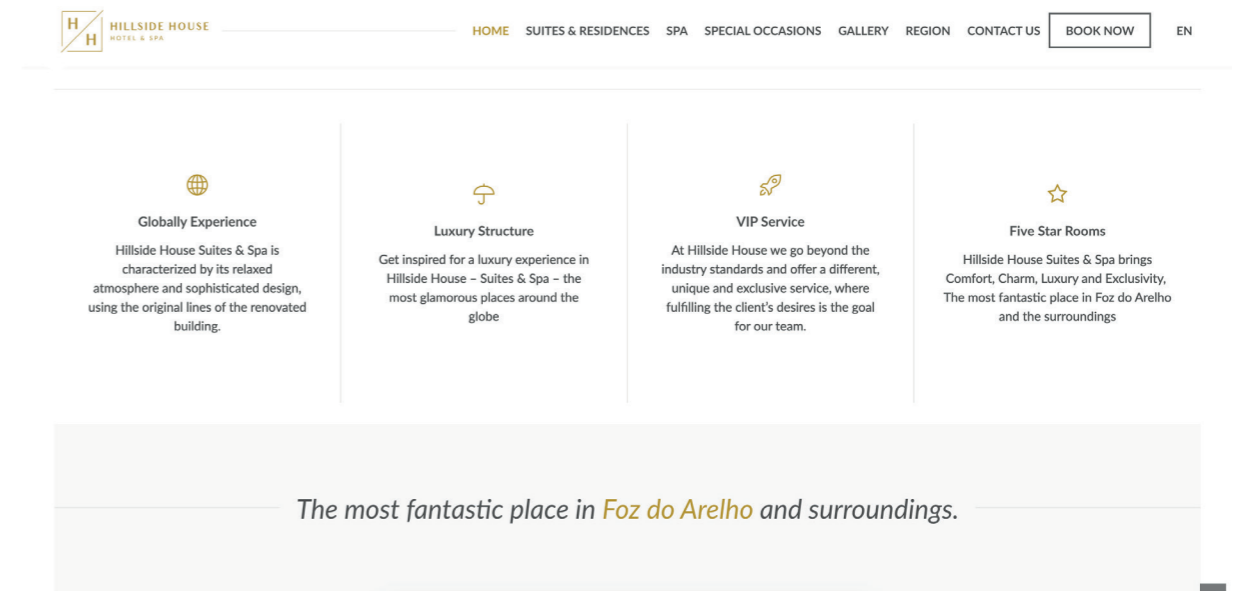 H
H
HILLSIDE HOUSE
HOTEL & SPA
HOME SUITES & RESIDENCES SPA SPECIAL OCCASIONS GALLERY REGION CONTACT US BOOK NOW EN
Globally Experience
Hillside House Suites & Spa is
characterized by its relaxed
atmosphere and sophisticated design,
using the original lines of the renovated
building.
Luxury Structure
Get inspired for a luxury experience in
Hillside House – Suites & Spa – the
most glamorous places around the
globe
VIP Service
At Hillside House we go beyond the
industry standards and offer a different,
unique and exclusive service, where
fulfilling the client’s desires is the goal
for our team.
Five Star Rooms
Hillside House Suites & Spa brings
Comfort, Charm, Luxury and Exclusivity,
The most fantastic place in Foz do Arelho
and the surroundings
The most fantastic place in Foz do Arelho and surroundings.